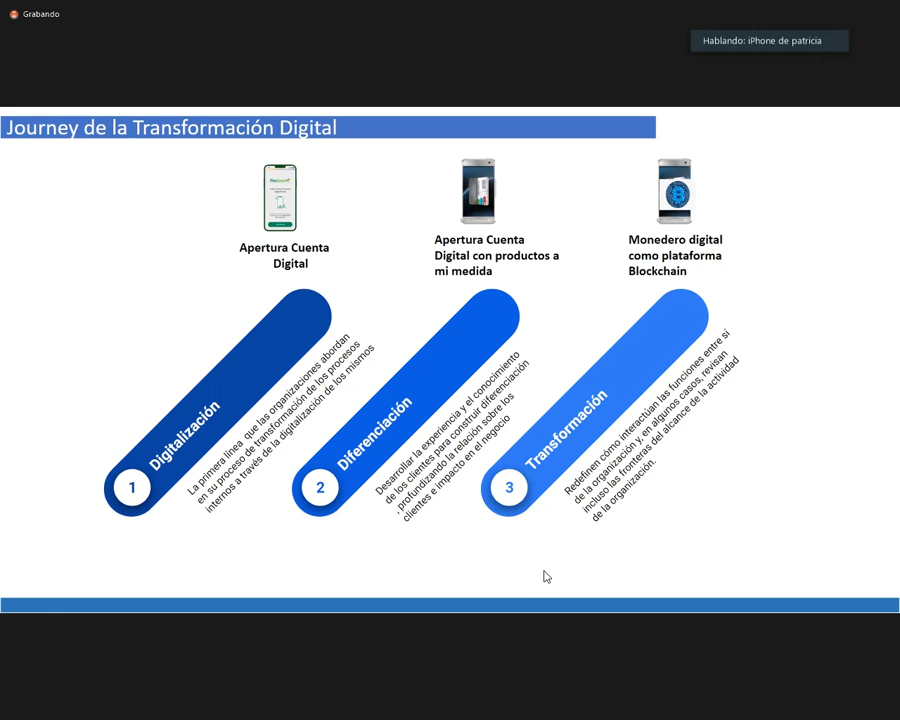 Grabando
Hablando: iPhone de patricia
Journey de la Transformación Digital
Apertura Cuenta
Digital
Apertura Cuenta
Digital con productos a
mi medida
Monedero digital
como plataforma
Blockchain
1
Digitalización
La primera línea que las organizaciones abordan
en su proceso de transformación de los procesos
internos a través de la digitalización de los mismos
2
Diferenciación
Desarrollar la experiencia y el conocimiento
de los clientes para construir diferenciación
, profundizando la relación sobre los
clientes e impacto en el negocio
3
Transformación
Redefinen cómo interactúan las funciones entre sí
de la organización y, en algunos casos, revisan
incluso las fronteras del alcance de la actividad
de la organización.